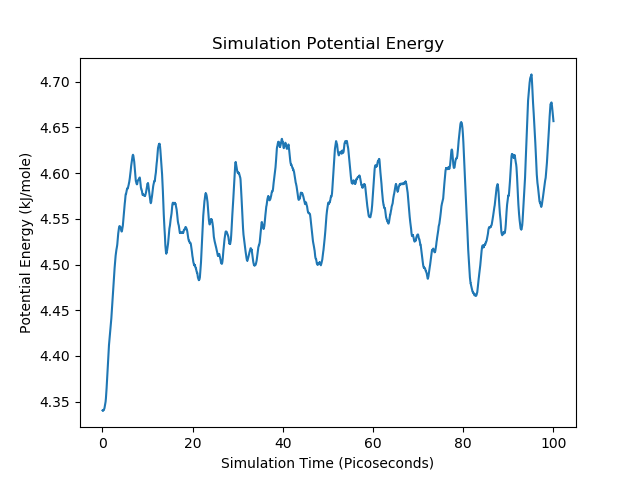 Simulation Potential Energy
Potential Energy (kJ/mole)
4.70
4.65
4.60
4.55
4.50
4.45
4.40
4.35
0 20 40 60 80 100
Simulation Time (Picoseconds)